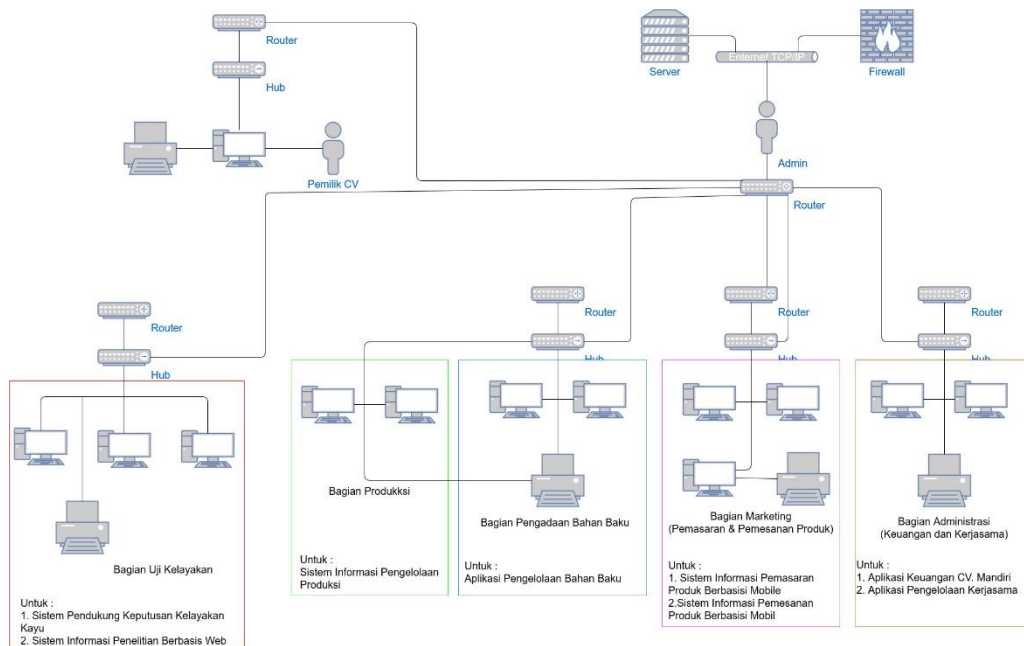 Router
Hub
Pemilik CV
Server
Enternet TCP/IP
Firewall
Admin
Router
Router
Hub
Bagian Uji Kelayakan
Untuk :
1. Sistem Pendukung Keputusan Kelayakan
Kayu
2. Sistem Informasi Penelitian Berbasis Web
Bagian Produkksi
Untuk :
Sistem Informasi Pengelolaan
Produksi
Router
Hub
Bagian Pengadaan Bahan Baku
Untuk :
Aplikasi Pengelolaan Bahan Baku
Router
Hub
Bagian Marketing
(Pemasaran & Pemesanan Produk)
Untuk :
1. Sistem Informasi Pemasaran
Produk Berbasisi Mobile
2.Sistem Informasi Pemesanan
Produk Berbasisi Mobil
Router
Hub
Bagian Administrasi
(Keuangan dan Kerjasama)
Untuk :
1. Aplikasi Keuangan CV. Mandiri
2. Aplikasi Pengelolaan Kerjasama